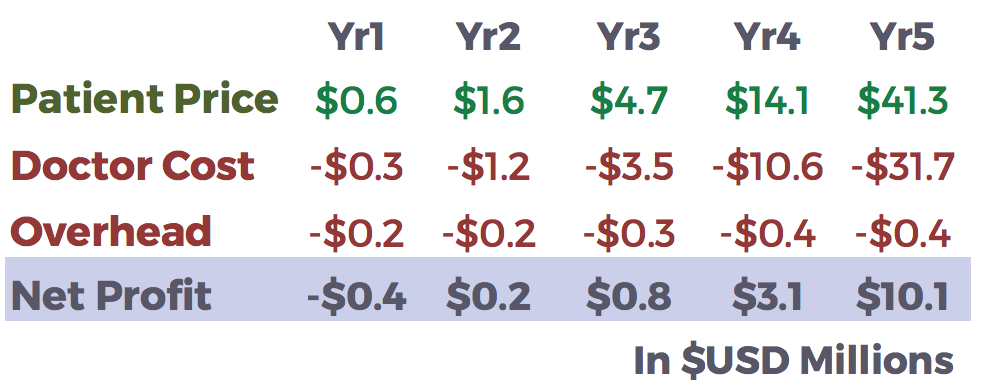 Yr1 Yr2 Yr3 Yr4 Yr5
Patient Price $0.6 $1.6 $4.7 $14.1 $41.3
Doctor Cost -$0.3 -$1.2 -$3.5 -$10.6 -$31.7
Overhead -$0.2 -$0.2 -$0.3 -$0.4 -$0.4
Net Profit -$0.4 $0.2 $0.8 $3.1 $10.1
In $USD Millions